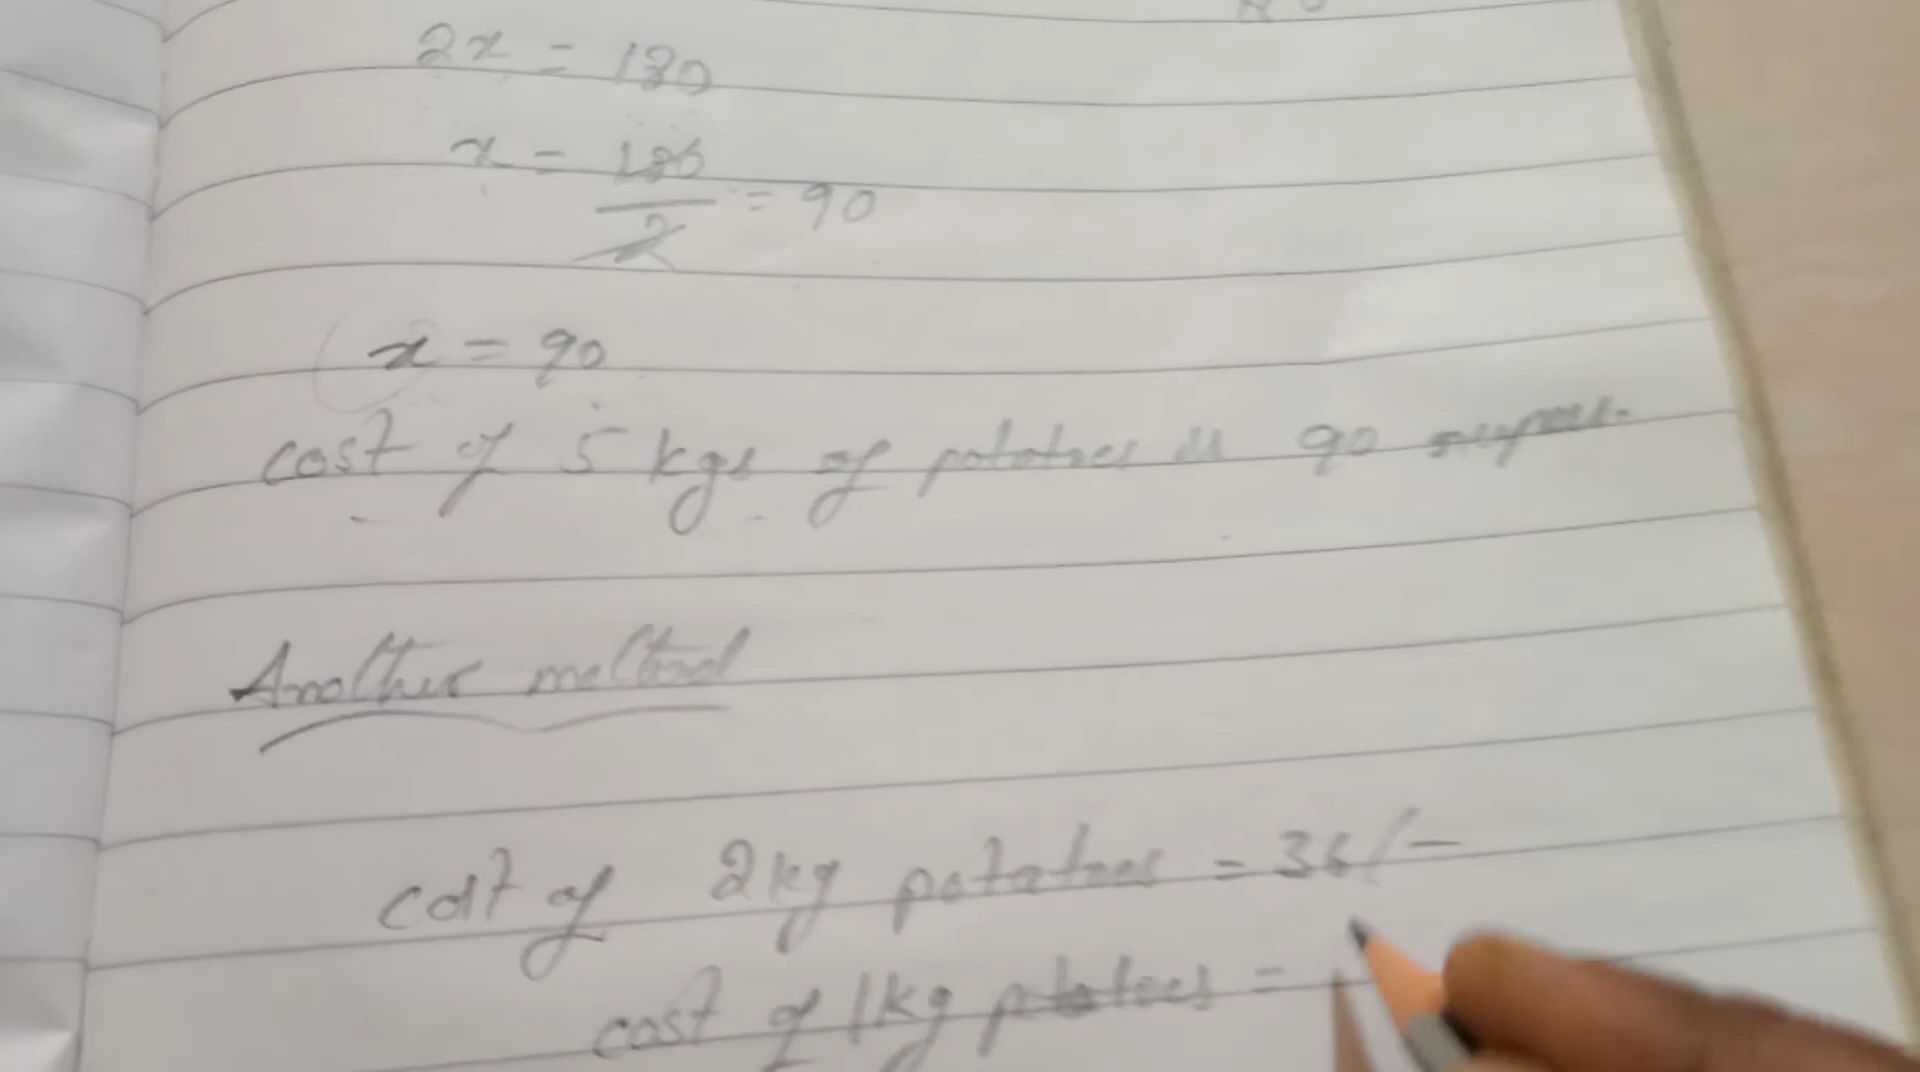 2x = 180
x = 180
2
= 90
x = 90
cost of 5 kgs of potatoes is 90 rupees.
Another method
cost of 2kg potatoes = 36/-
cost of 1kg potatoes =